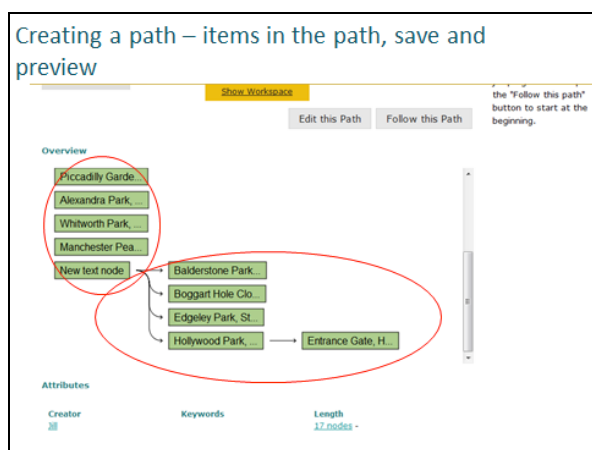 Creating a path – items in the path, save and
preview
Show Workspace
the "Follow this path"
button to start at the
beginning.
Edit this Path
Follow this Path
Overview
Piccadilly Garde...
Alexandra Park, ...
Whitworth Park, ...
Manchester Pea...
New text node
Balderstone Park...
Boggart Hole Clo...
Edgeley Park, St...
Hollywood Park, ...
Entrance Gate, H...
Attributes
Creator
Keywords
Length
Jill
17 nodes -